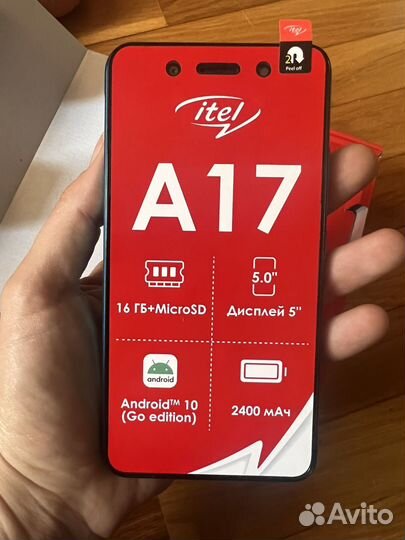 itel
2
Peel off
itel
A17
5.0"
16 ГБ+MicroSD
Дисплей 5"
android
Android™ 10
(Go edition)
2400 мАч
Avito